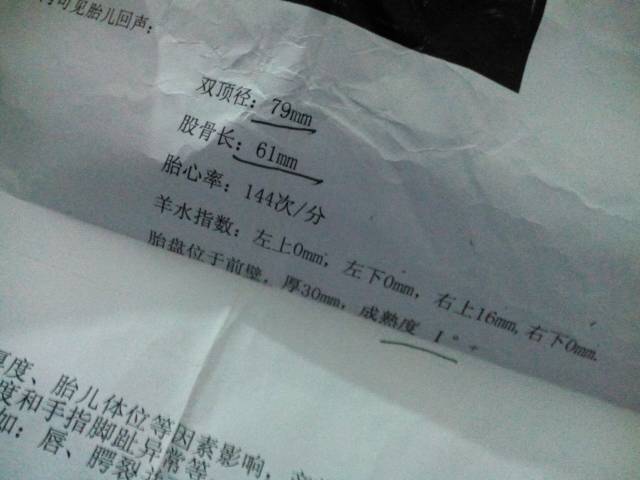 可见胎儿回声:
双顶径: 79mm
股骨长: 61mm
胎心率: 144次/分
羊水指数: 左上0mm, 左下0mm, 右上16mm, 右下0mm.
胎盘位于前壁, 厚30mm, 成熟度 I°.
厚度、胎儿体位等因素影响,
度和手指脚趾异常等
如: 唇、腭裂